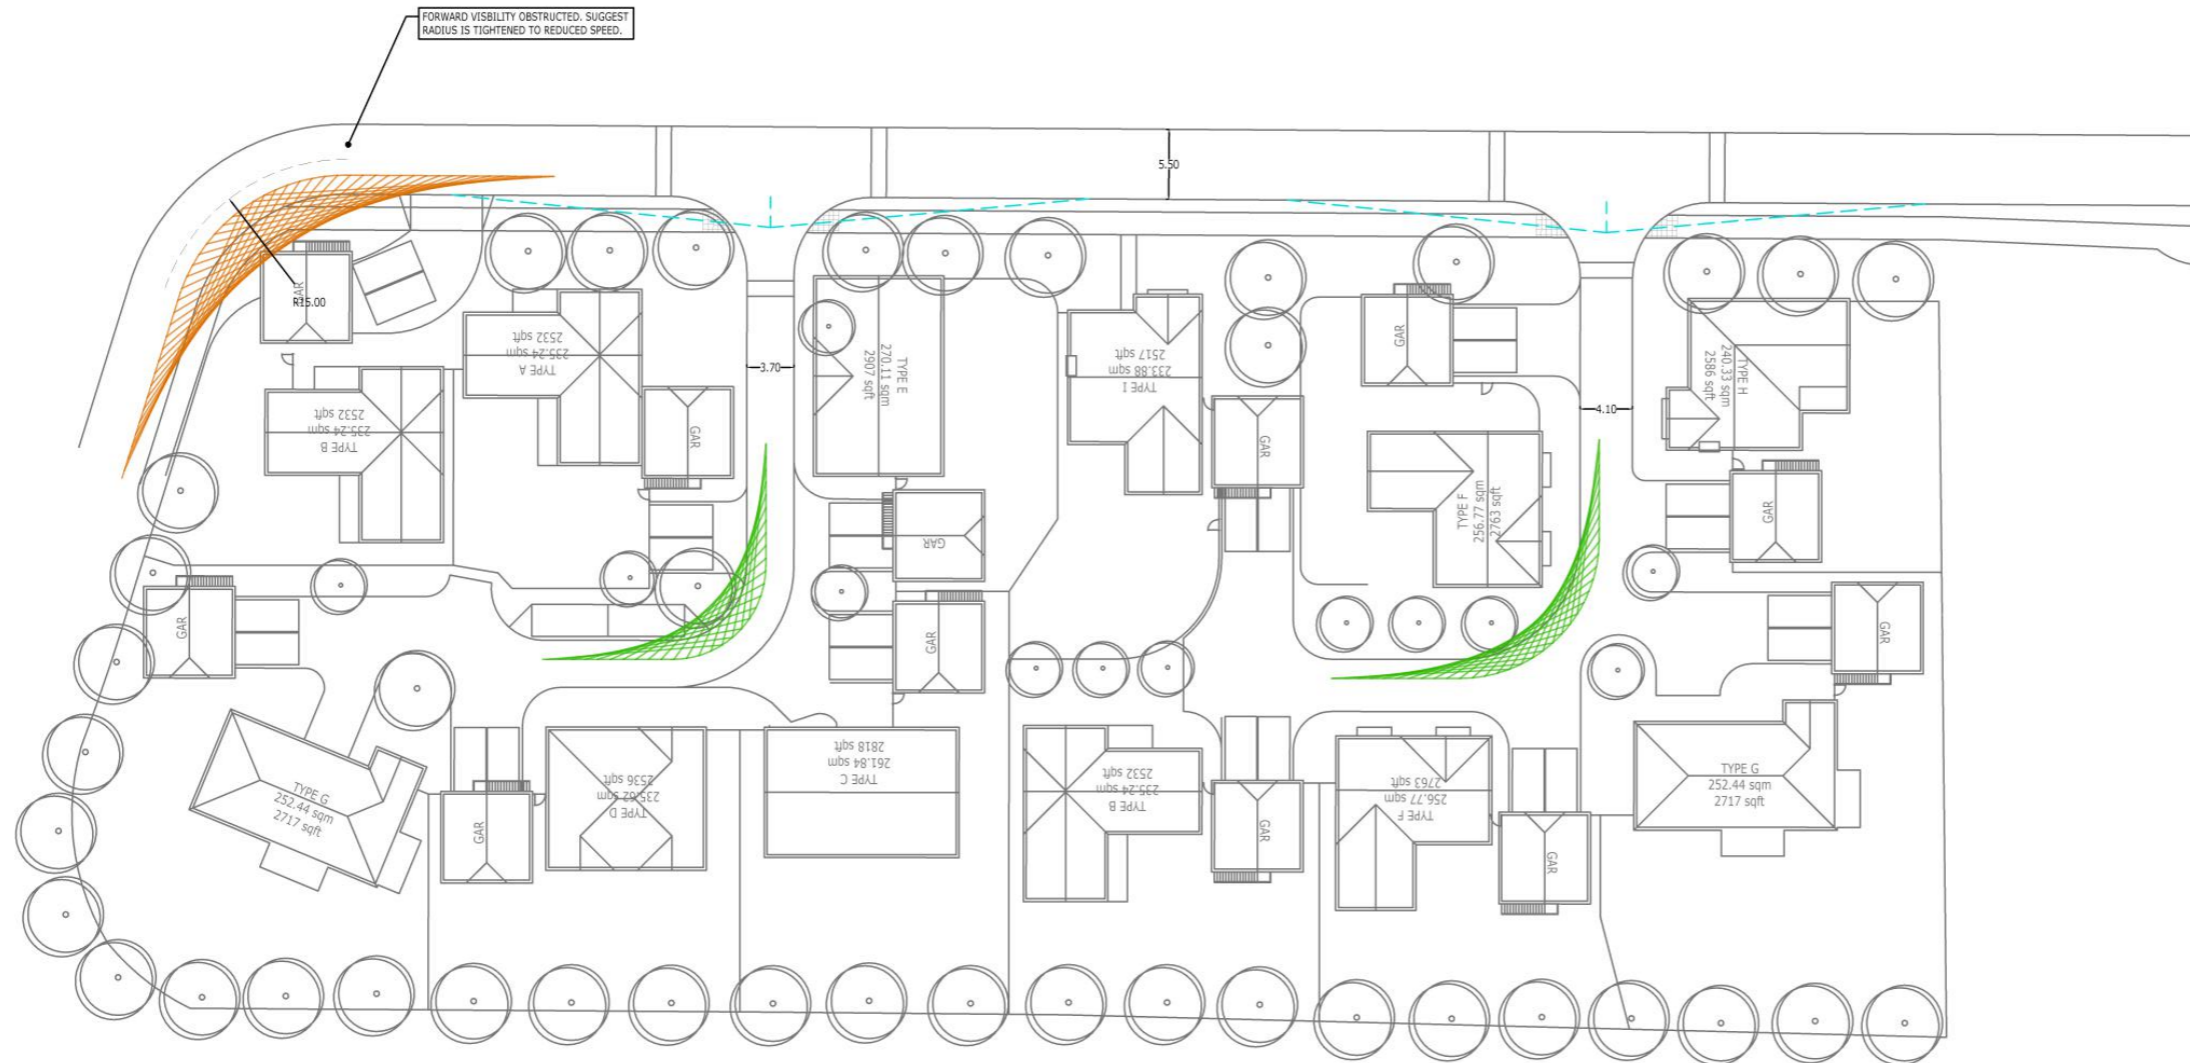 FORWARD VISBILITY OBSTRUCTED. SUGGEST
RADIUS IS TIGHTENED TO REDUCED SPEED.
5.50
R15.00
GAR
TYPE A
235.24 sqm
2532 sqft
3.70
TYPE E
270.11 sqm
2907 sqft
TYPE I
233.88 sqm
2517 sqft
GAR
4.10
TYPE H
240.33 sqm
2586 sqft
TYPE B
235.24 sqm
2532 sqft
GAR
GAR
TYPE F
256.77 sqm
2763 sqft
GAR
GAR
GAR
GAR
GAR
TYPE G
252.44 sqm
2717 sqft
GAR
TYPE D
235.62 sqm
2536 sqft
TYPE C
261.84 sqm
2818 sqft
TYPE B
235.24 sqm
2532 sqft
GAR
TYPE F
256.77 sqm
2763 sqft
GAR
TYPE G
252.44 sqm
2717 sqft